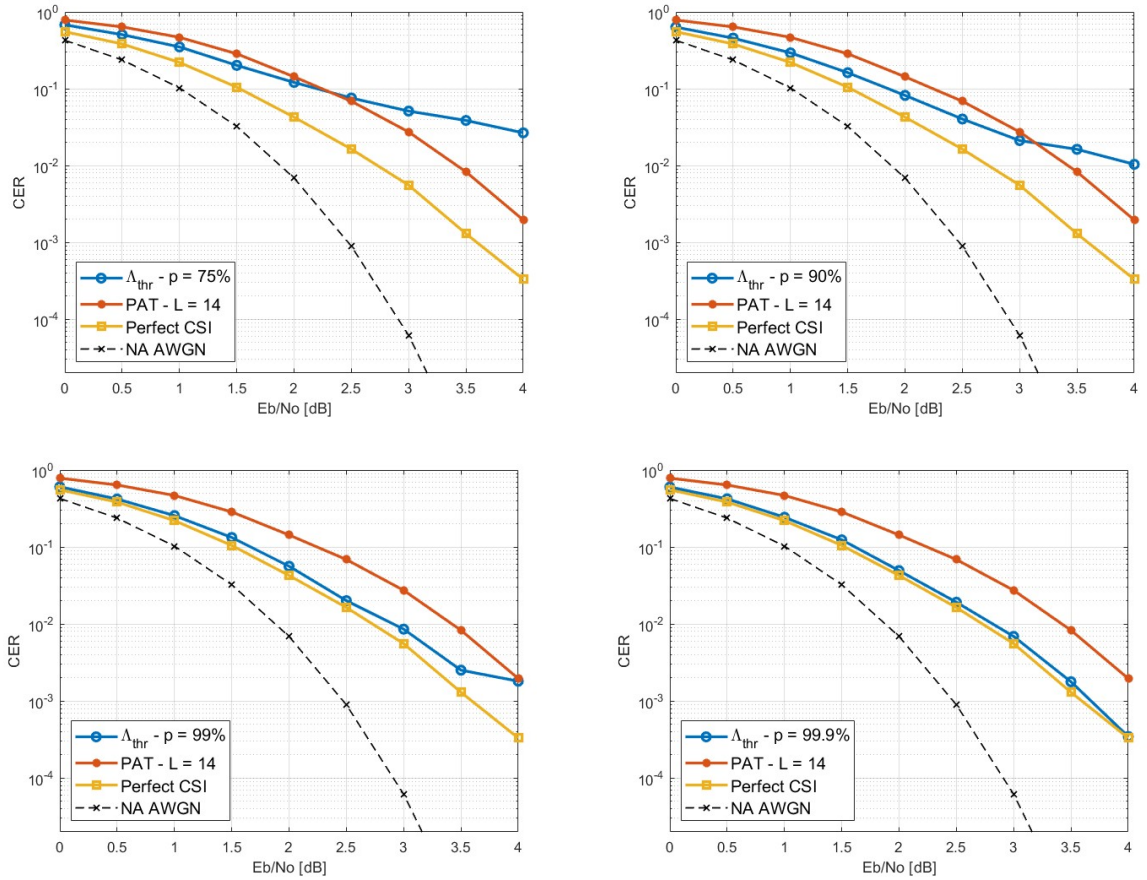 10^0
10^-1
10^-2
10^-3
10^-4
CER
Λ_thr - p = 75%
PAT - L = 14
Perfect CSI
NA AWGN
0 0.5 1 1.5 2 2.5 3 3.5 4
Eb/No [dB]
10^0
10^-1
10^-2
10^-3
10^-4
CER
Λ_thr - p = 90%
PAT - L = 14
Perfect CSI
NA AWGN
0 0.5 1 1.5 2 2.5 3 3.5 4
Eb/No [dB]
10^0
10^-1
10^-2
10^-3
10^-4
CER
Λ_thr - p = 99%
PAT - L = 14
Perfect CSI
NA AWGN
0 0.5 1 1.5 2 2.5 3 3.5 4
Eb/No [dB]
10^0
10^-1
10^-2
10^-3
10^-4
CER
Λ_thr - p = 99.9%
PAT - L = 14
Perfect CSI
NA AWGN
0 0.5 1 1.5 2 2.5 3 3.5 4
Eb/No [dB]